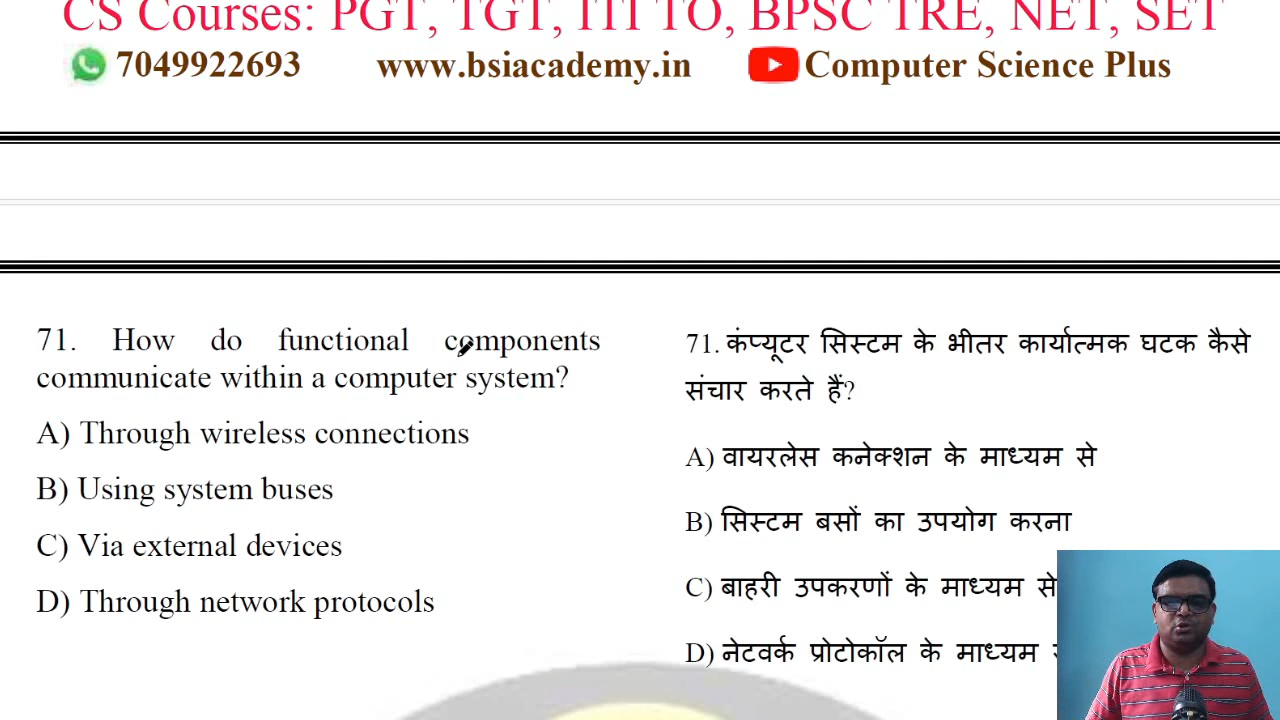 CS Courses: PGT, TGT, ITI TO, BPSC TRE, NET, SET
7049922693 www.bsiacademy.in Computer Science Plus
71. How do functional components
communicate within a computer system?
A) Through wireless connections
B) Using system buses
C) Via external devices
D) Through network protocols
71. कंप्यूटर सिस्टम के भीतर कार्यात्मक घटक कैसे
संचार करते हैं?
A) वायरलेस कनेक्शन के माध्यम से
B) सिस्टम बसों का उपयोग करना
C) बाहरी उपकरणों के माध्यम से
D) नेटवर्क प्रोटोकॉल के माध्यम